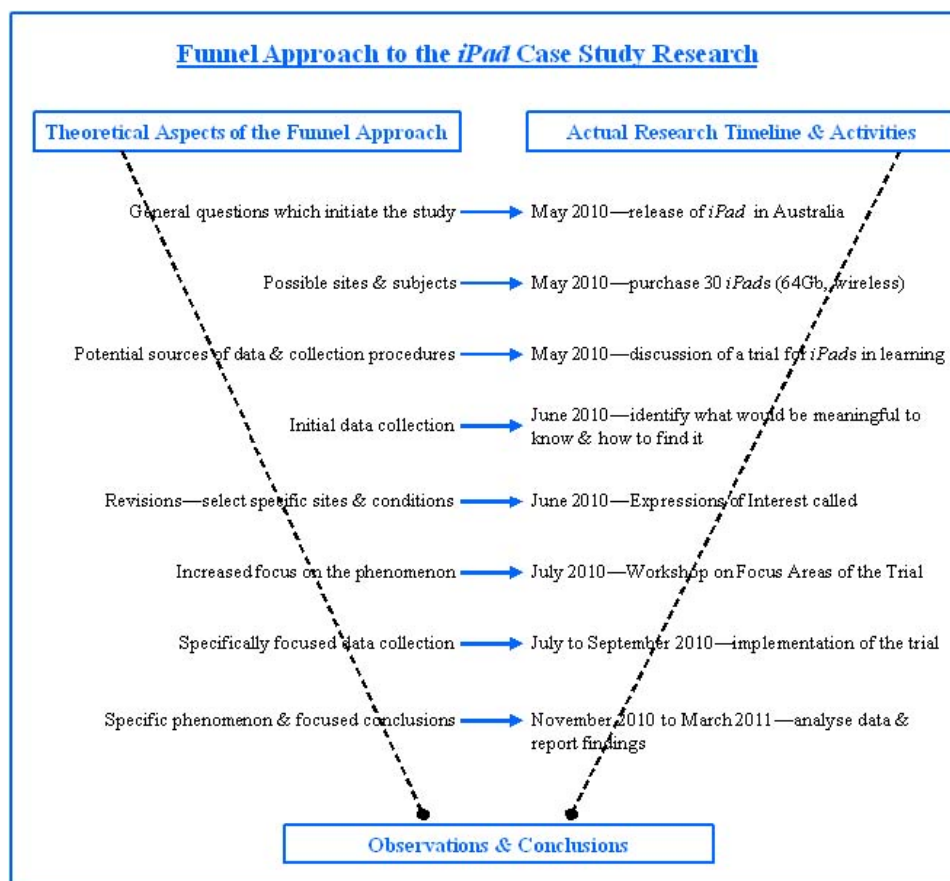 Funnel Approach to the iPad Case Study Research
Theoretical Aspects of the Funnel Approach
Actual Research Timeline & Activities
General questions which initiate the study
May 2010—release of iPad in Australia
Possible sites & subjects
May 2010—purchase 30 iPads (64Gb, wireless)
Potential sources of data & collection procedures
May 2010—discussion of a trial for iPads in learning
Initial data collection
June 2010—identify what would be meaningful to
know & how to find it
Revisions—select specific sites & conditions
June 2010—Expressions of Interest called
Increased focus on the phenomenon
July 2010—Workshop on Focus Areas of the Trial
Specifically focused data collection
July to September 2010—implementation of the trial
Specific phenomenon & focused conclusions
November 2010 to March 2011—analyse data &
report findings
Observations & Conclusions